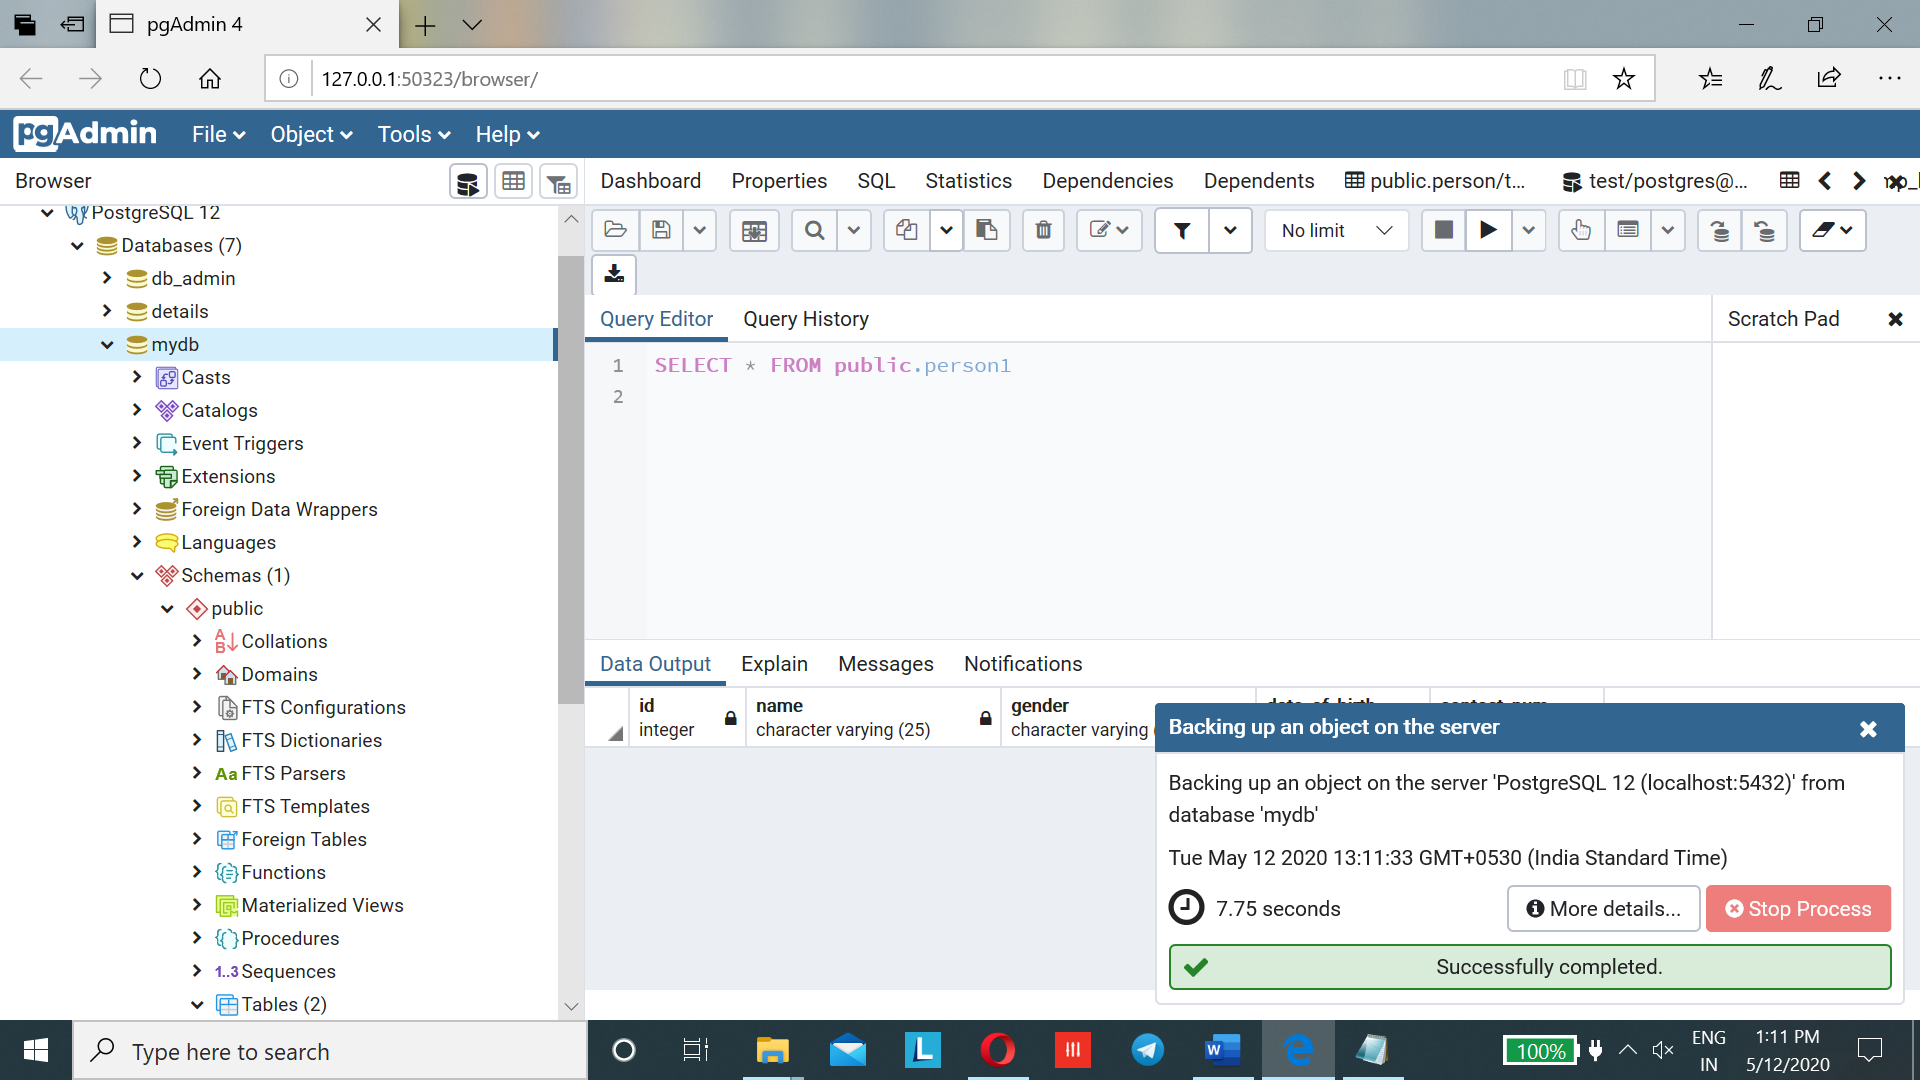 pgAdmin 4
127.0.0.1:50323/browser/
pgAdmin File Object Tools Help
Browser
Dashboard Properties SQL Statistics Dependencies Dependents public.person/t... test/postgres@...
PostgreSQL 12
Databases (7)
db_admin
details
mydb
Casts
Catalogs
Event Triggers
Extensions
Foreign Data Wrappers
Languages
Schemas (1)
public
Collations
Domains
FTS Configurations
FTS Dictionaries
Aa FTS Parsers
FTS Templates
Foreign Tables
Functions
Materialized Views
Procedures
1..3 Sequences
Tables (2)
No limit
Query Editor Query History
Scratch Pad
1 SELECT * FROM public.person1
2
Data Output Explain Messages Notifications
id
integer
name
character varying (25)
gender
character varying
Backing up an object on the server
Backing up an object on the server 'PostgreSQL 12 (localhost:5432)' from
database 'mydb'
Tue May 12 2020 13:11:33 GMT+0530 (India Standard Time)
7.75 seconds
More details...
Stop Process
Successfully completed.
Type here to search
L
W
100%
ENG
IN
1:11 PM
5/12/2020